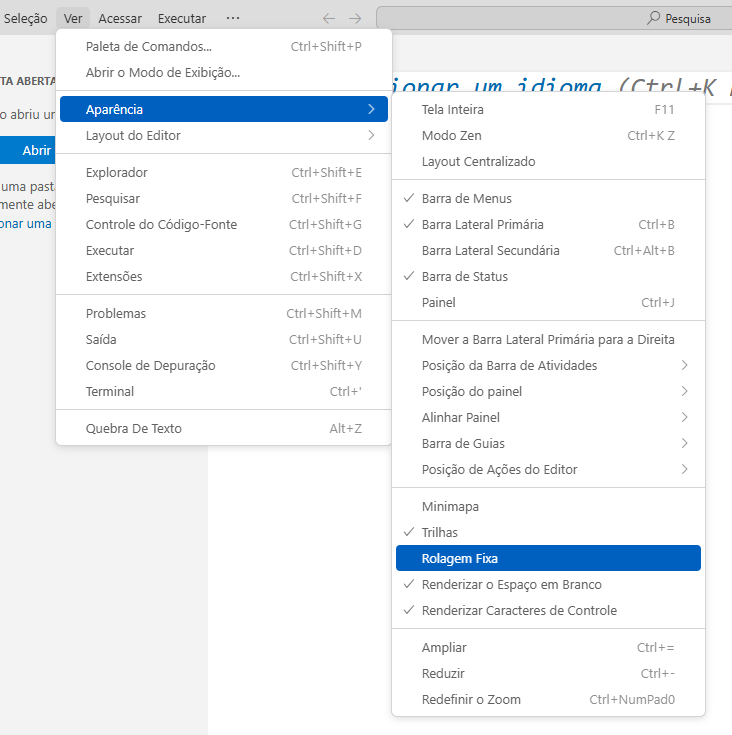 Seleção Ver Acessar Executar ··· ← → Pesquisa
TA ABERTA
o abriu um
Abrir
uma pasta
mente abe
onar uma
ionar um idioma (Ctrl+K
Paleta de Comandos... Ctrl+Shift+P
Abrir o Modo de Exibição...
Aparência
Layout do Editor
Explorador Ctrl+Shift+E
Pesquisar Ctrl+Shift+F
Controle do Código-Fonte Ctrl+Shift+G
Executar Ctrl+Shift+D
Extensões Ctrl+Shift+X
Problemas Ctrl+Shift+M
Saída Ctrl+Shift+U
Console de Depuração Ctrl+Shift+Y
Terminal Ctrl+'
Quebra De Texto Alt+Z
Tela Inteira F11
Modo Zen Ctrl+K Z
Layout Centralizado
✓ Barra de Menus
✓ Barra Lateral Primária Ctrl+B
Barra Lateral Secundária Ctrl+Alt+B
✓ Barra de Status
Painel Ctrl+J
Mover a Barra Lateral Primária para a Direita
Posição da Barra de Atividades
Posição do painel
Alinhar Painel
Barra de Guias
Posição de Ações do Editor
Minimapa
✓ Trilhas
Rolagem Fixa
✓ Renderizar o Espaço em Branco
✓ Renderizar Caracteres de Controle
Ampliar Ctrl+=
Reduzir Ctrl+-
Redefinir o Zoom Ctrl+NumPad0